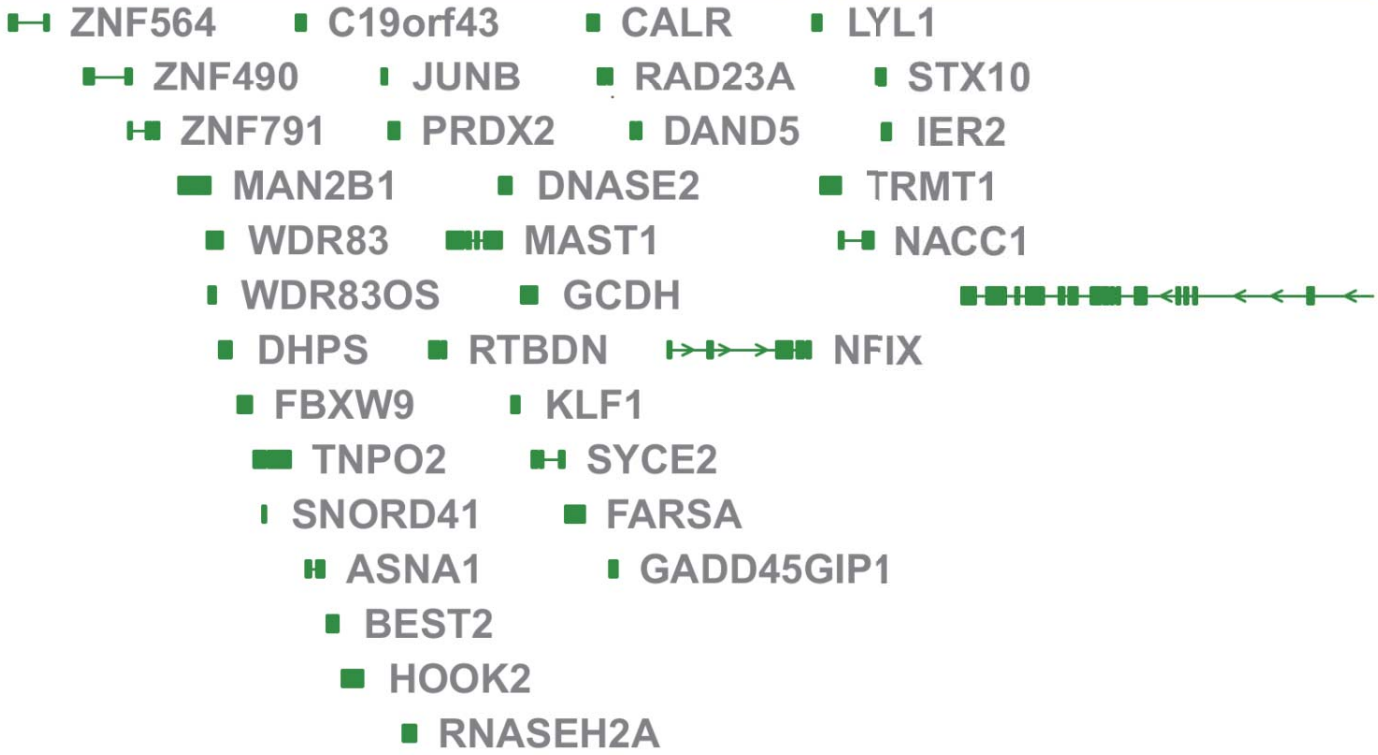 ZNF564 C19orf43 CALR LYL1
ZNF490 JUNB RAD23A STX10
ZNF791 PRDX2 DAND5 IER2
MAN2B1 DNASE2 TRMT1
WDR83 MAST1 NACC1
WDR83OS GCDH
DHPS RTBDN NFIX
FBXW9 KLF1
TNPO2 SYCE2
SNORD41 FARSA
ASNA1 GADD45GIP1
BEST2
HOOK2
RNASEH2A